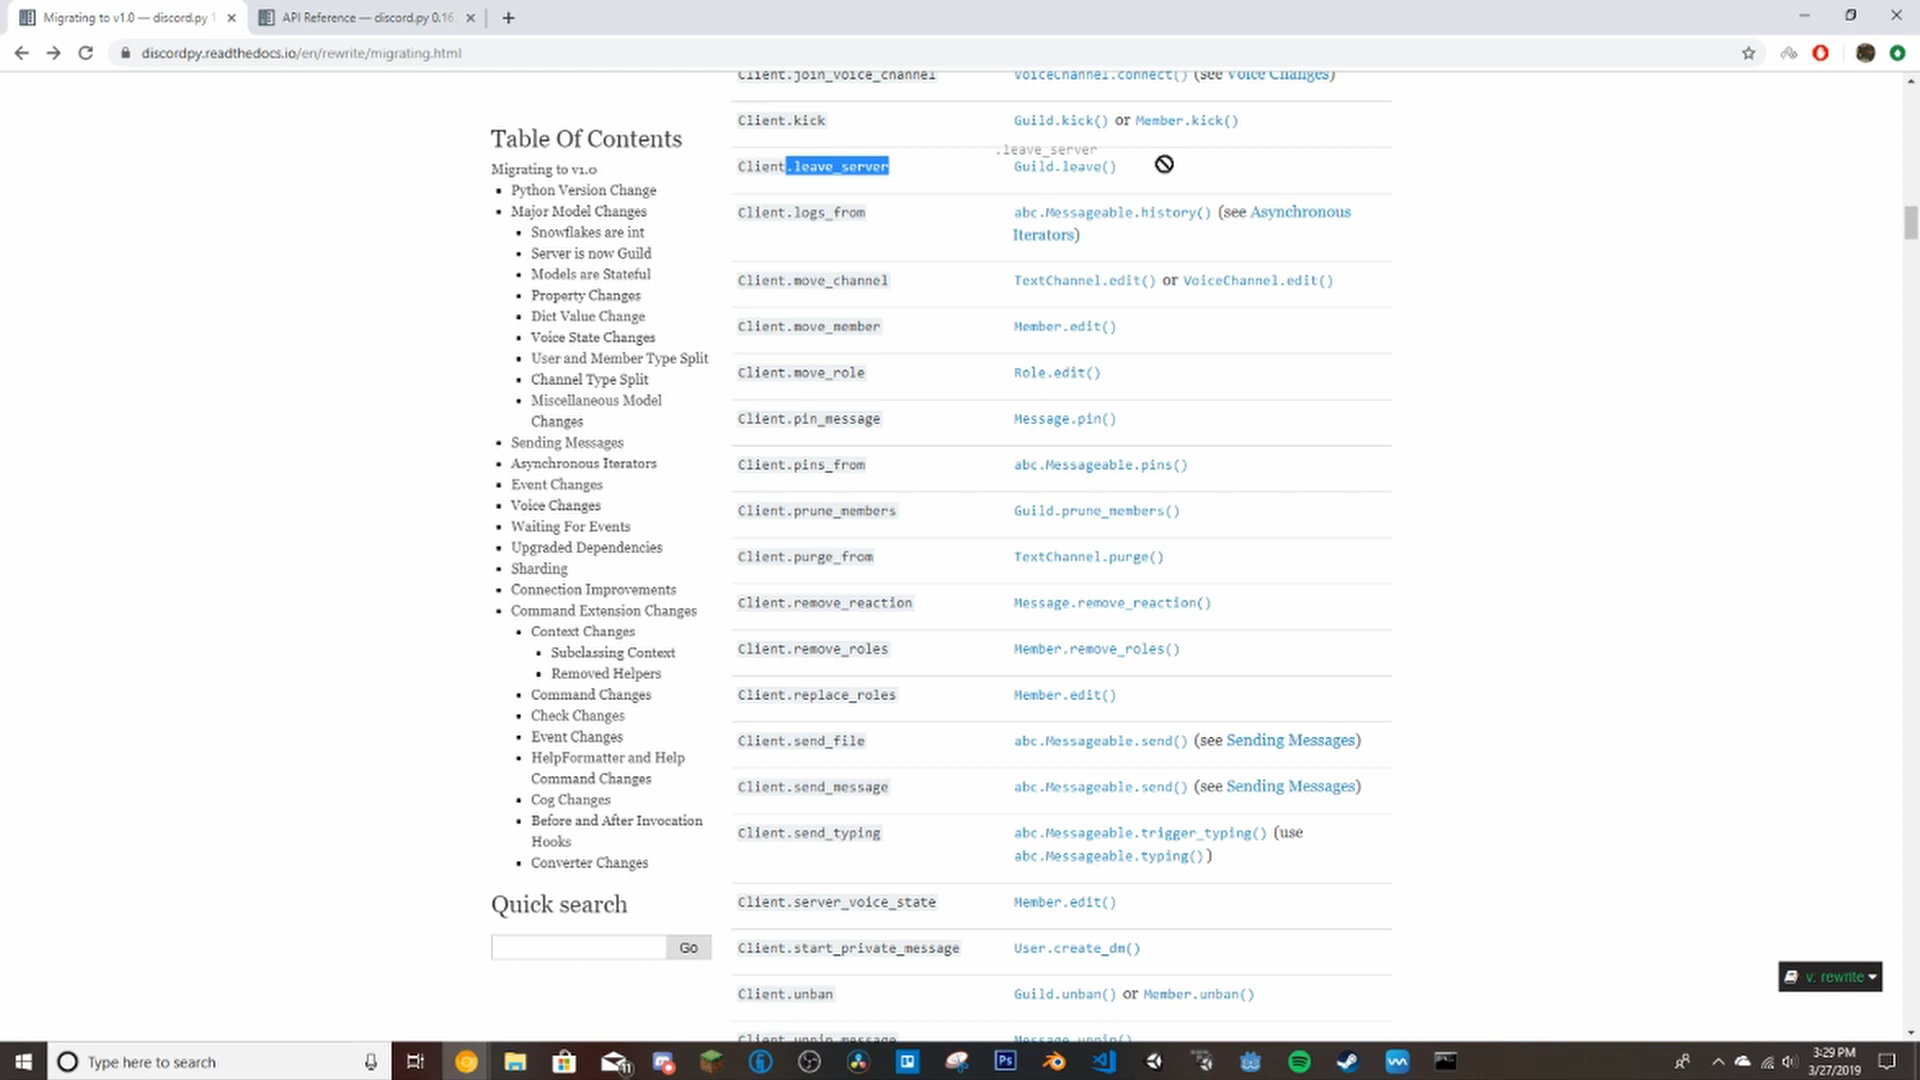 Migrating to v1.0 — discord.py 1
API Reference — discord.py 0.16.
discordpy.readthedocs.io/en/rewrite/migrating.html
Table Of Contents
Migrating to v1.0
Python Version Change
Major Model Changes
Snowflakes are int
Server is now Guild
Models are Stateful
Property Changes
Dict Value Change
Voice State Changes
User and Member Type Split
Channel Type Split
Miscellaneous Model
Changes
Sending Messages
Asynchronous Iterators
Event Changes
Voice Changes
Waiting For Events
Upgraded Dependencies
Sharding
Connection Improvements
Command Extension Changes
Context Changes
Subclassing Context
Removed Helpers
Command Changes
Check Changes
Event Changes
HelpFormatter and Help
Command Changes
Cog Changes
Before and After Invocation
Hooks
Converter Changes
Quick search
Go
Client.join_voice_channel VoiceChannel.connect() (see Voice Changes)
Client.kick Guild.kick() or Member.kick()
.leave_server
Client.leave_server Guild.leave()
Client.logs_from abc.Messageable.history() (see Asynchronous
Iterators)
Client.move_channel TextChannel.edit() or VoiceChannel.edit()
Client.move_member Member.edit()
Client.move_role Role.edit()
Client.pin_message Message.pin()
Client.pins_from abc.Messageable.pins()
Client.prune_members Guild.prune_members()
Client.purge_from TextChannel.purge()
Client.remove_reaction Message.remove_reaction()
Client.remove_roles Member.remove_roles()
Client.replace_roles Member.edit()
Client.send_file abc.Messageable.send() (see Sending Messages)
Client.send_message abc.Messageable.send() (see Sending Messages)
Client.send_typing abc.Messageable.trigger_typing() (use
abc.Messageable.typing())
Client.server_voice_state Member.edit()
Client.start_private_message User.create_dm()
Client.unban Guild.unban() or Member.unban()
Client.unpin_message Message.unpin()
v: rewrite
Type here to search
11
Ps
3:29 PM
3/27/2019